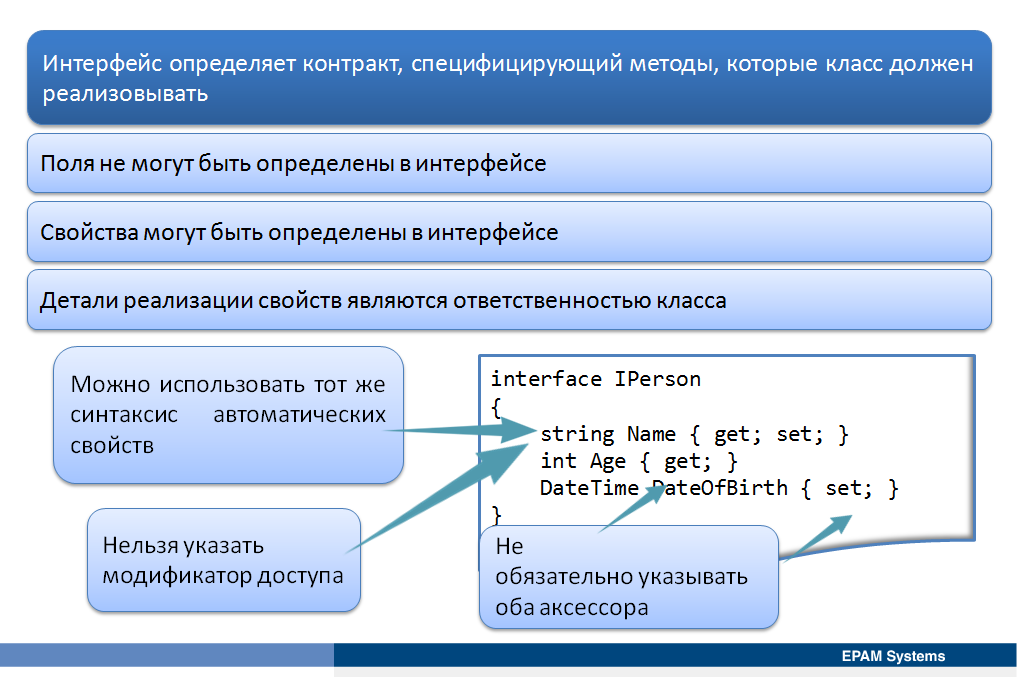 Интерфейс определяет контракт, специфицирующий методы, которые класс должен
реализовывать
Поля не могут быть определены в интерфейсе
Свойства могут быть определены в интерфейсе
Детали реализации свойств являются ответственностью класса
Можно использовать тот же
синтаксис автоматических
свойств
Нельзя указать
модификатор доступа
interface IPerson
{
string Name { get; set; }
int Age { get; }
DateTime DateOfBirth { set; }
}
Не
обязательно указывать
оба аксессора
EPAM Systems